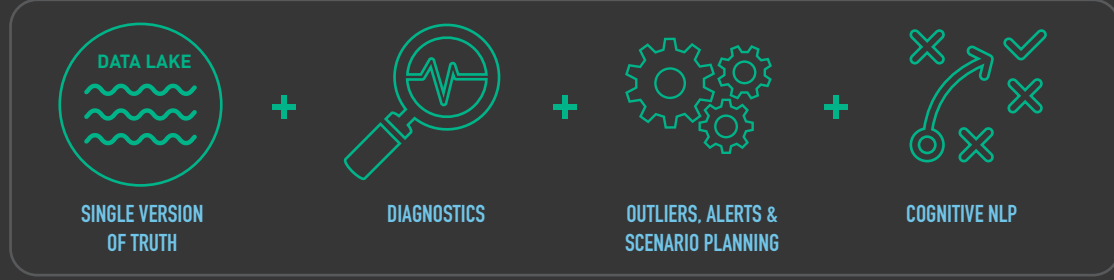 DATA LAKE
SINGLE VERSION
OF TRUTH
DIAGNOSTICS
OUTLIERS, ALERTS &
SCENARIO PLANNING
COGNITIVE NLP